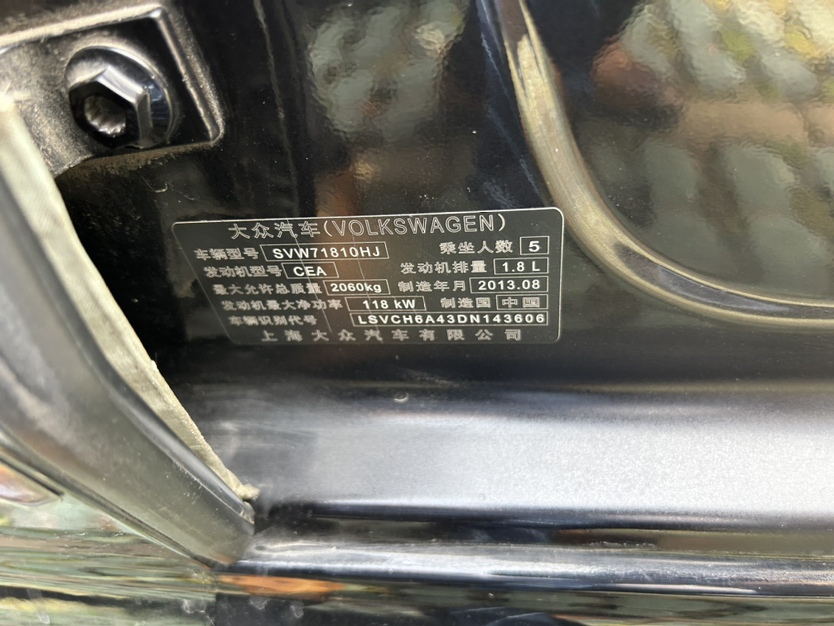 大众汽车(VOLKSWAGEN)
车辆型号 SVW71810HJ 乘坐人数 5
发动机型号 CEA 发动机排量 1.8 L
最大允许总质量 2060kg 制造年月 2013.08
发动机最大净功率 118 kW 制造国 中国
车辆识别代号 LSVCH6A43DN143606
上海大众汽车有限公司